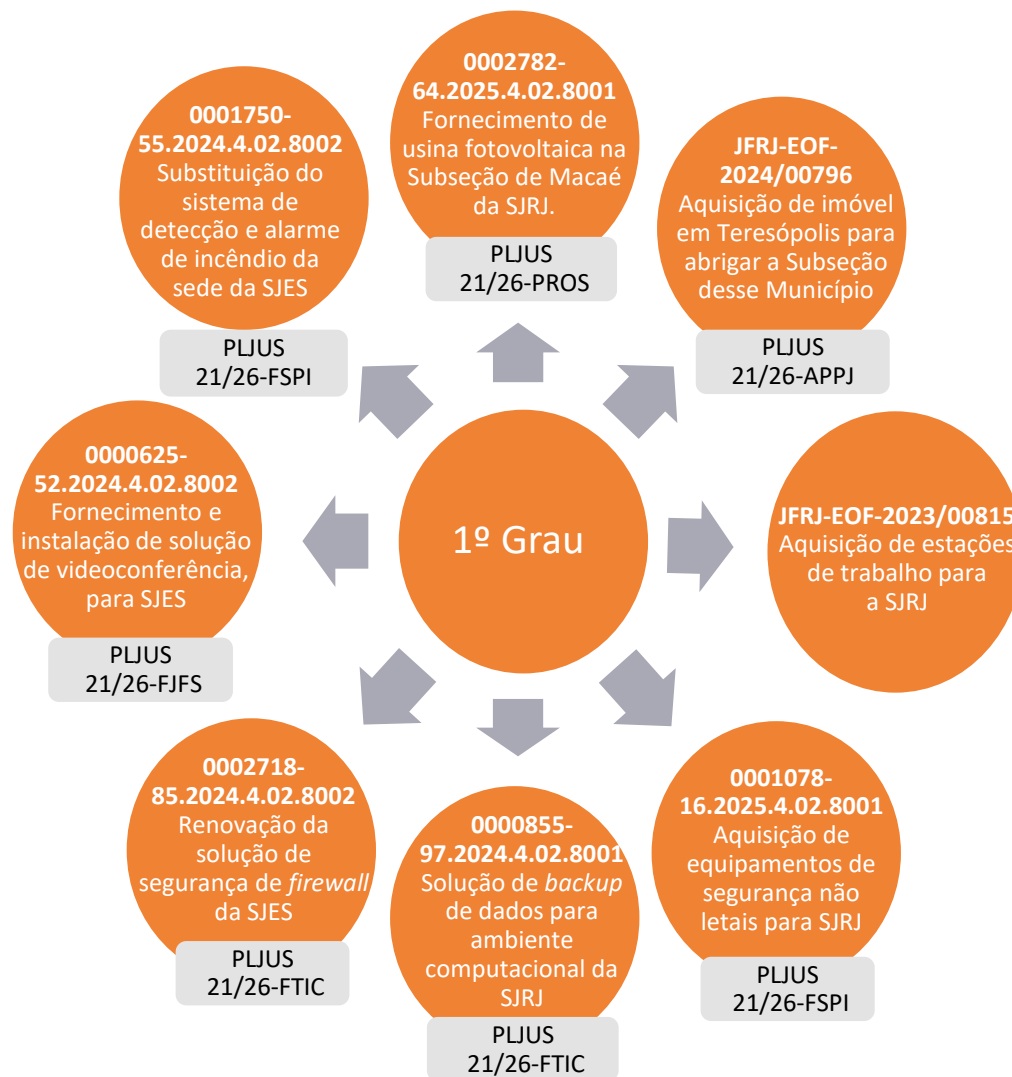 0002782-
64.2025.4.02.8001
Fornecimento de
usina fotovoltaica na
Subseção de Macaé
da SJRJ.
PLJUS
21/26-PROS
JFRJ-EOF-
2024/00796
Aquisição de imóvel
em Teresópolis para
abrigar a Subseção
desse Município
PLJUS
21/26-APPJ
JFRJ-EOF-2023/00815
Aquisição de estações
de trabalho para
a SJRJ
0001078-
16.2025.4.02.8001
Aquisição de
equipamentos de
segurança não
letais para SJRJ
PLJUS
21/26-FSPI
0000855-
97.2024.4.02.8001
Solução de backup
de dados para
ambiente
computacional da
SJRJ
PLJUS
21/26-FTIC
0002718-
85.2024.4.02.8002
Renovação da
solução de
segurança de firewall
da SJES
PLJUS
21/26-FTIC
0000625-
52.2024.4.02.8002
Fornecimento e
instalação de solução
de videoconferência,
para SJES
PLJUS
21/26-FJFS
0001750-
55.2024.4.02.8002
Substituição do
sistema de
detecção e alarme
de incêndio da
sede da SJES
PLJUS
21/26-FSPI
1º Grau